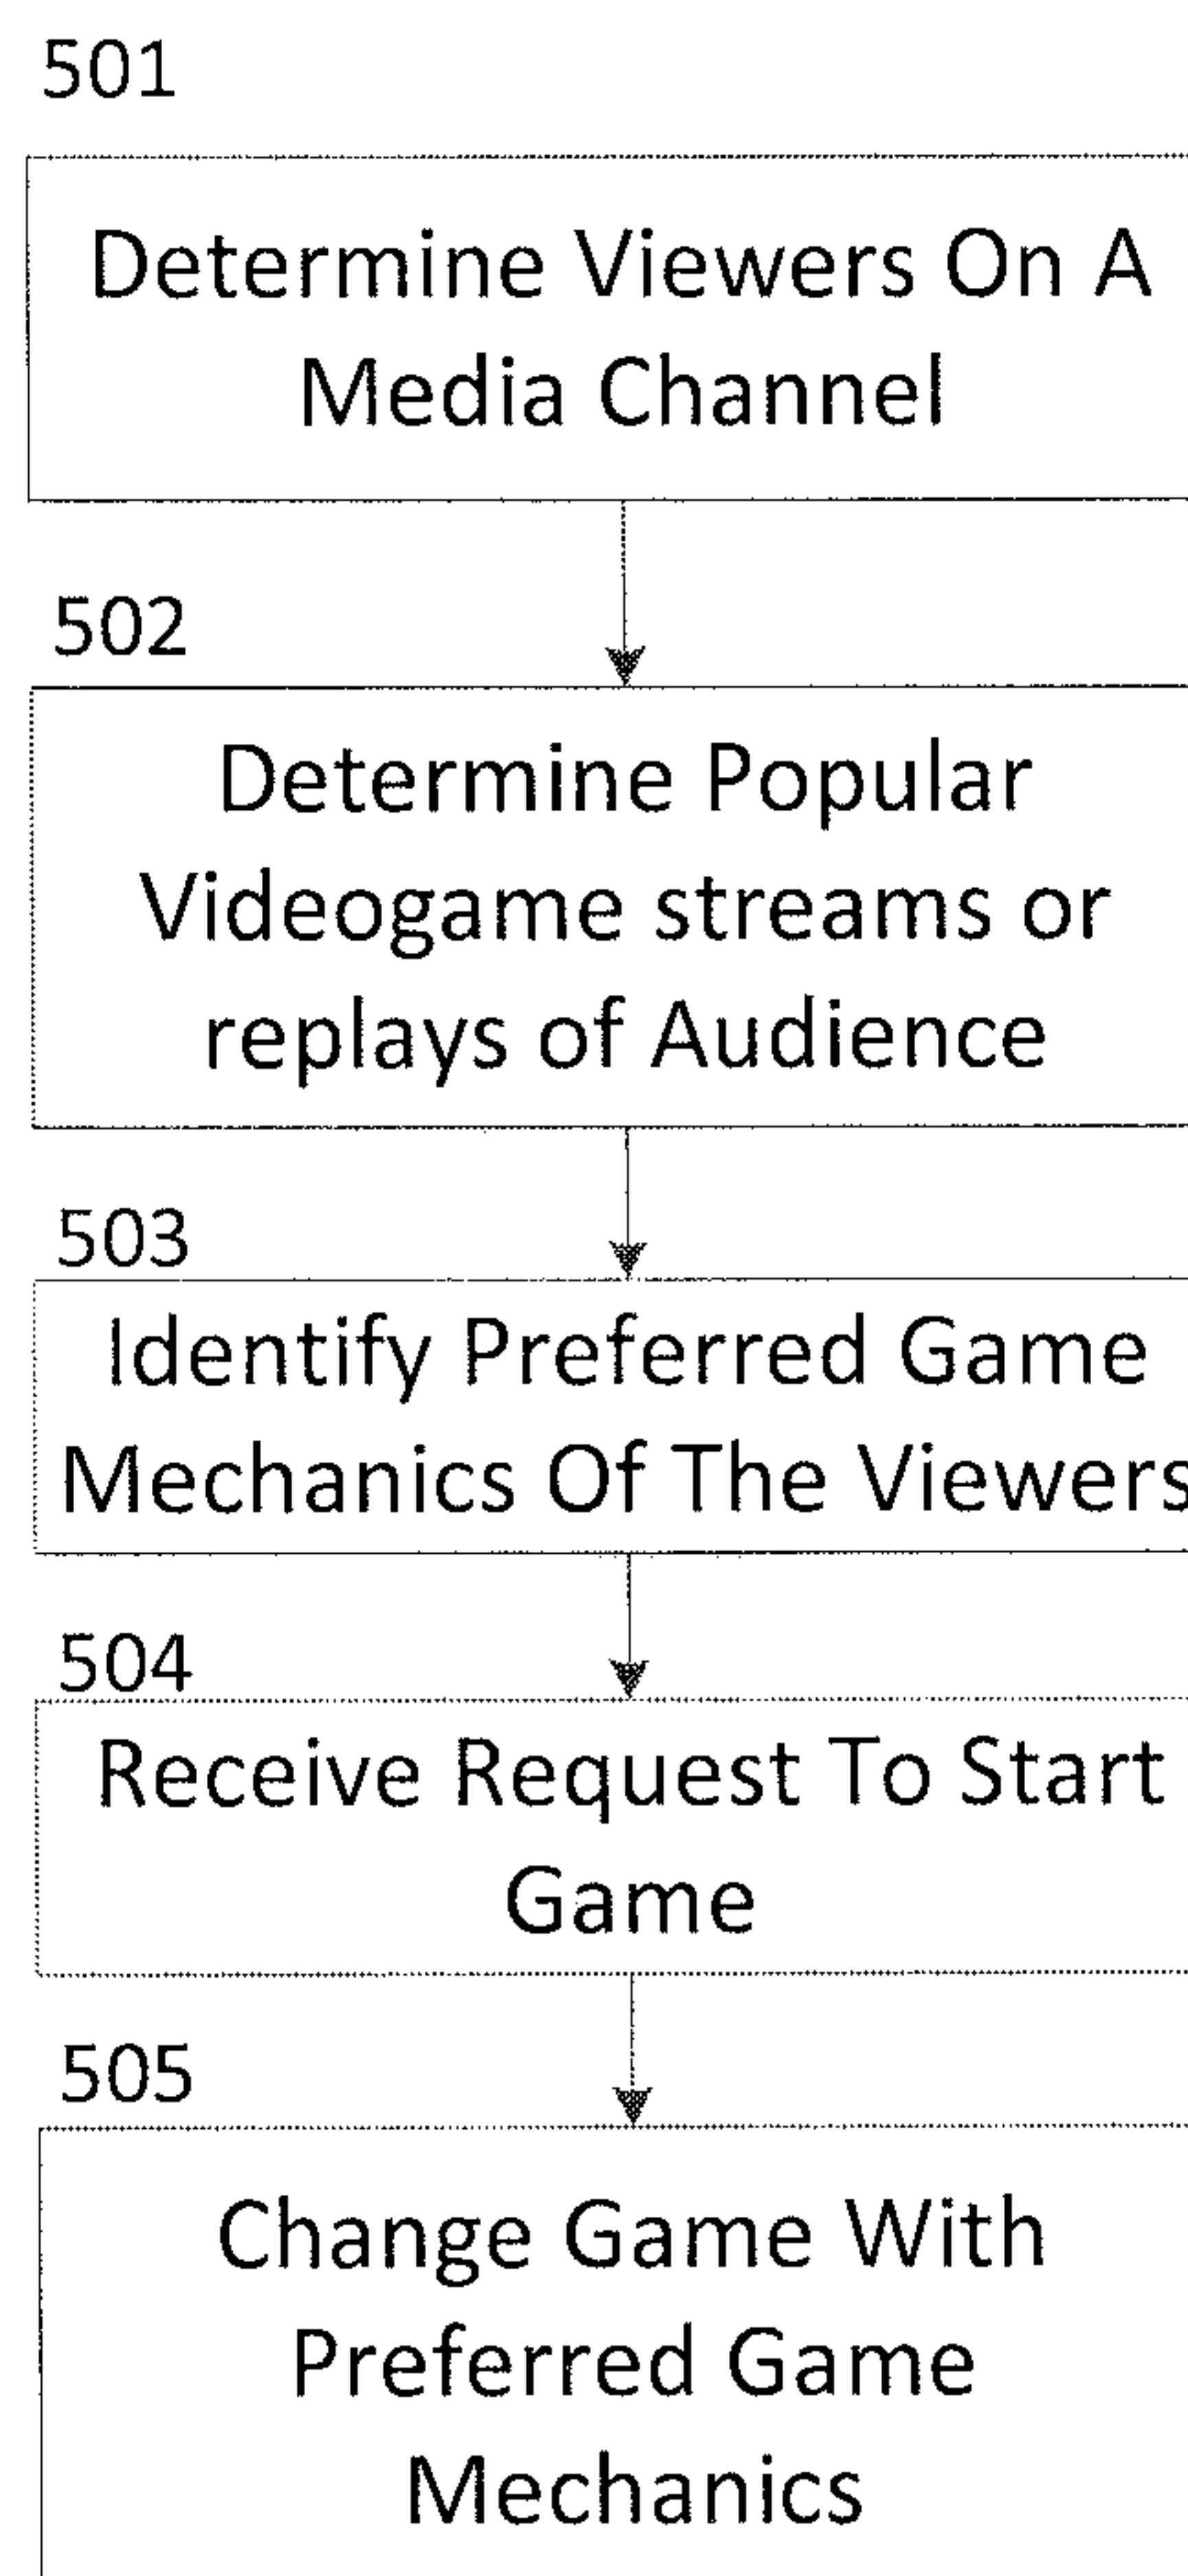 501
Determine Viewers On A
Media Channel
502
Determine Popular
Videogame streams or
replays of Audience
503
Identify Preferred Game
Mechanics Of The Viewers
504
Receive Request To Start
Game
505
Change Game With
Preferred Game
Mechanics